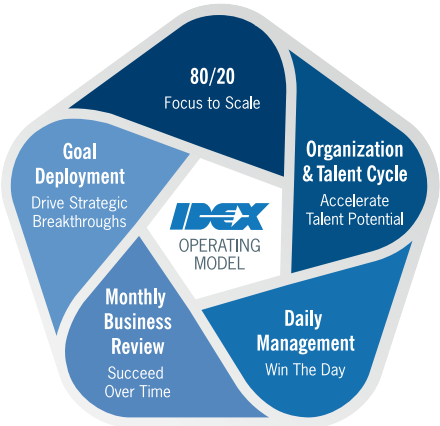 80/20
Focus to Scale
Organization
& Talent Cycle
Accelerate
Talent Potential
Daily
Management
Win The Day
Monthly
Business
Review
Succeed
Over Time
Goal
Deployment
Drive Strategic
Breakthroughs
IDEX
OPERATING
MODEL